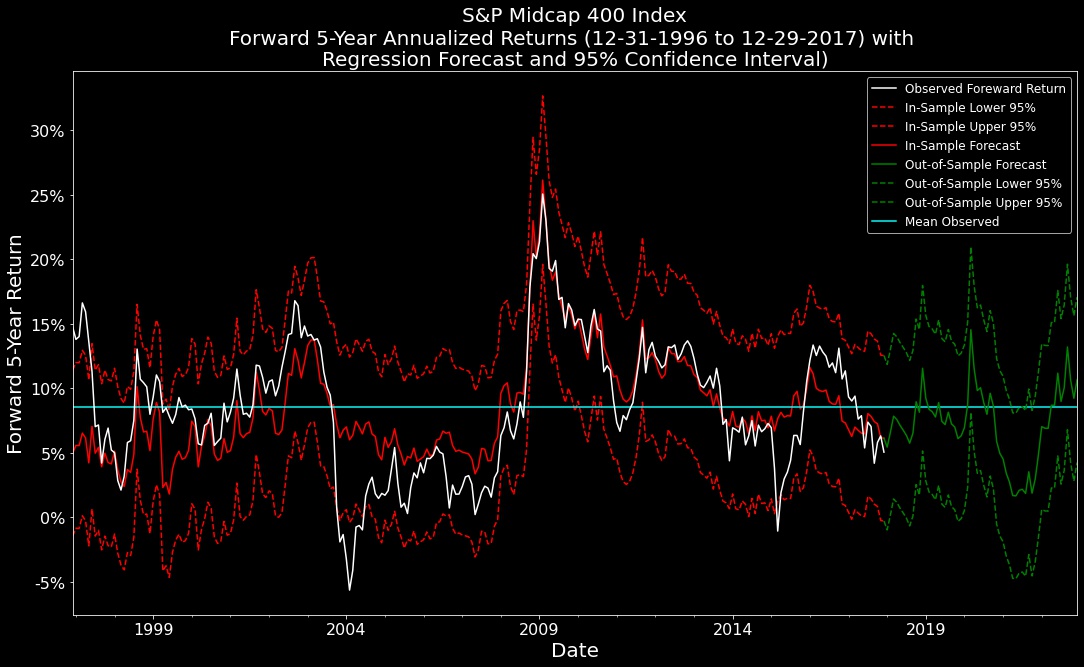 S&P Midcap 400 Index
Forward 5-Year Annualized Returns (12-31-1996 to 12-29-2017) with
Regression Forecast and 95% Confidence Interval)
Observed Foreward Return
In-Sample Lower 95%
In-Sample Upper 95%
In-Sample Forecast
Out-of-Sample Forecast
Out-of-Sample Lower 95%
Out-of-Sample Upper 95%
Mean Observed
Forward 5-Year Return
30%
25%
20%
15%
10%
5%
0%
-5%
1999
2004
2009
2014
2019
Date